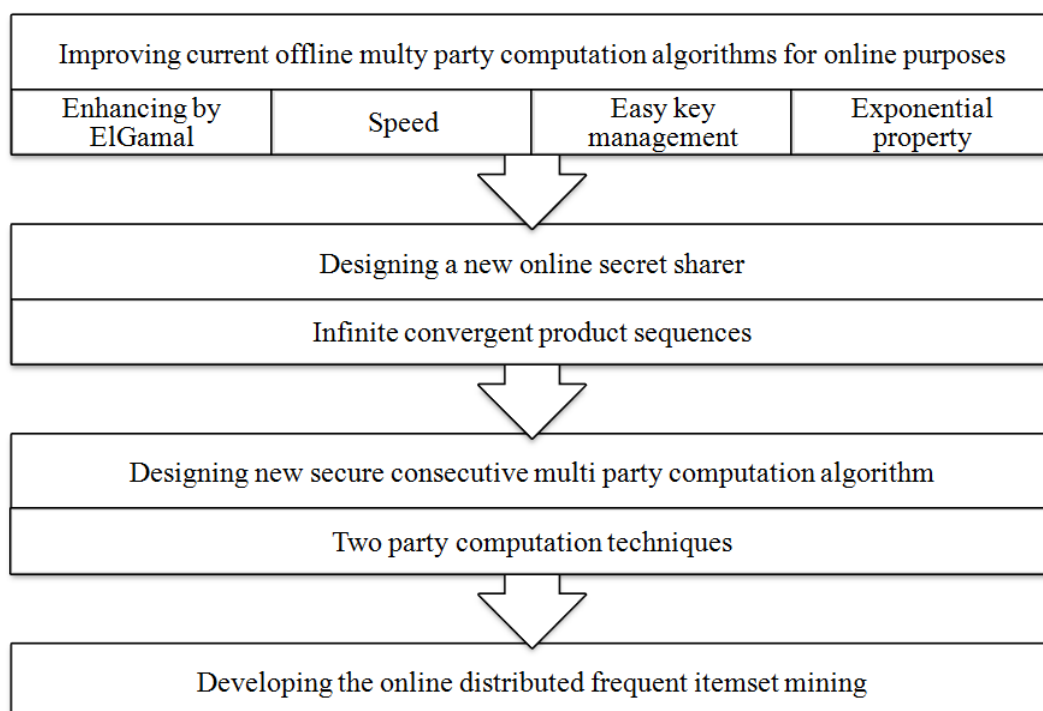 Improving current offline multy party computation algorithms for online purposes
Enhancing by
ElGamal
Speed
Easy key
management
Exponential
property
Designing a new online secret sharer
Infinite convergent product sequences
Designing new secure consecutive multi party computation algorithm
Two party computation techniques
Developing the online distributed frequent itemset mining